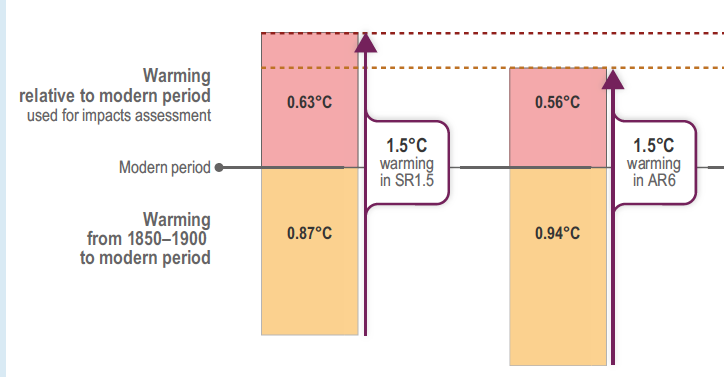 Warming
relative to modern period
used for impacts assessment
0.63°C
0.56°C
1.5°C
warming
in SR1.5
1.5°C
warming
in AR6
Modern period
Warming
from 1850–1900
to modern period
0.87°C
0.94°C